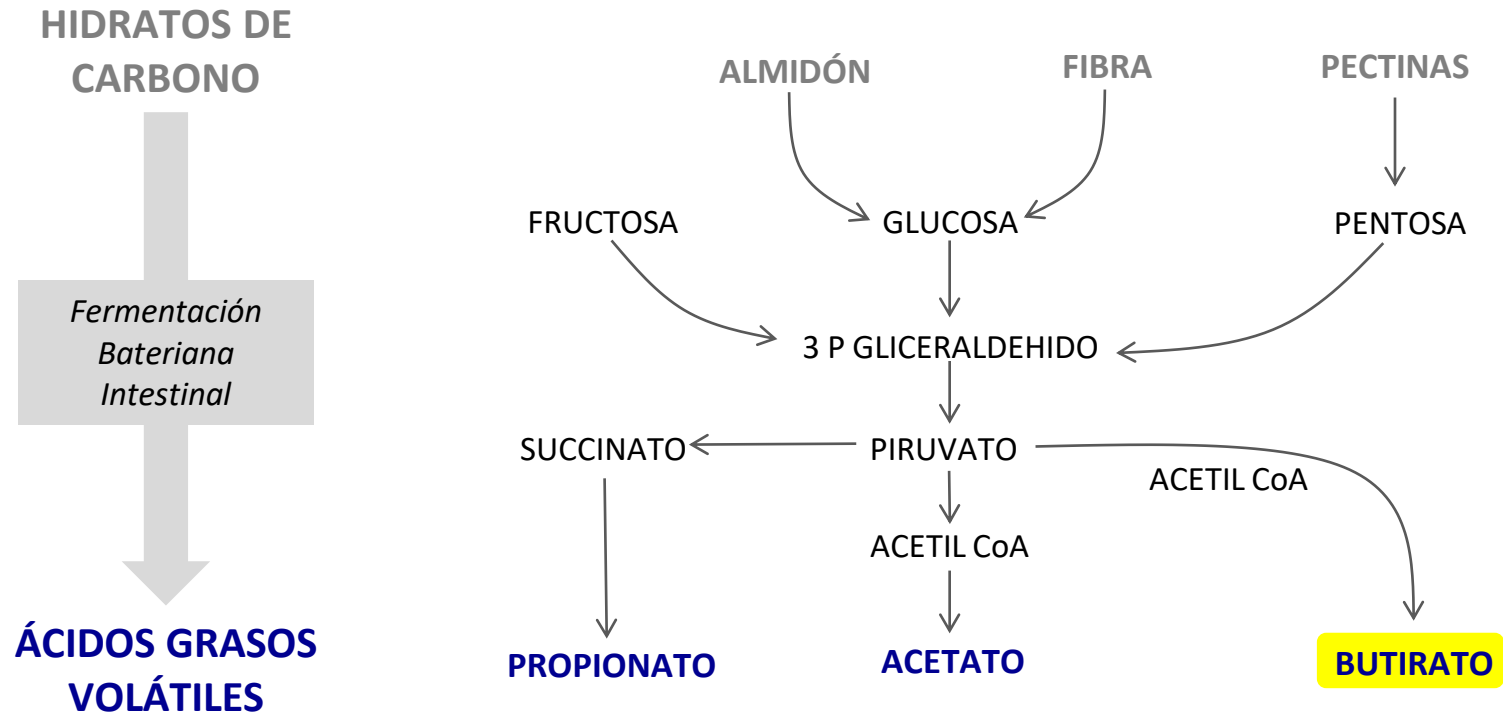 HIDRATOS DE
CARBONO
Fermentación
Bateriana
Intestinal
ÁCIDOS GRASOS
VOLÁTILES
ALMIDÓN
FIBRA
PECTINAS
FRUCTOSA
GLUCOSA
PENTOSA
3 P GLICERALDEHIDO
SUCCINATO
PIRUVATO
ACETIL CoA
ACETIL CoA
PROPIONATO
ACETATO
BUTIRATO